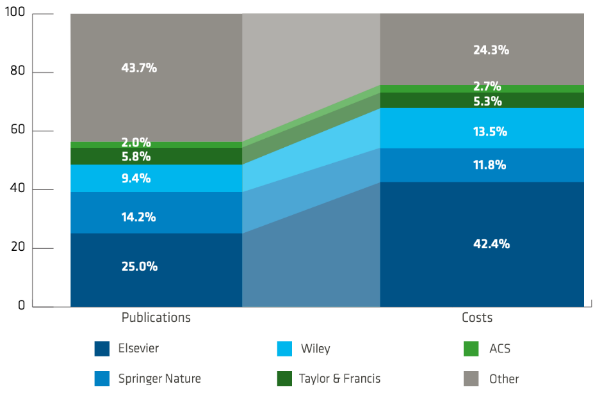 100
80
60
40
20
0
43.7%
2.0%
5.8%
9.4%
14.2%
25.0%
24.3%
2.7%
5.3%
13.5%
11.8%
42.4%
Publications
Costs
Elsevier
Wiley
ACS
Springer Nature
Taylor & Francis
Other